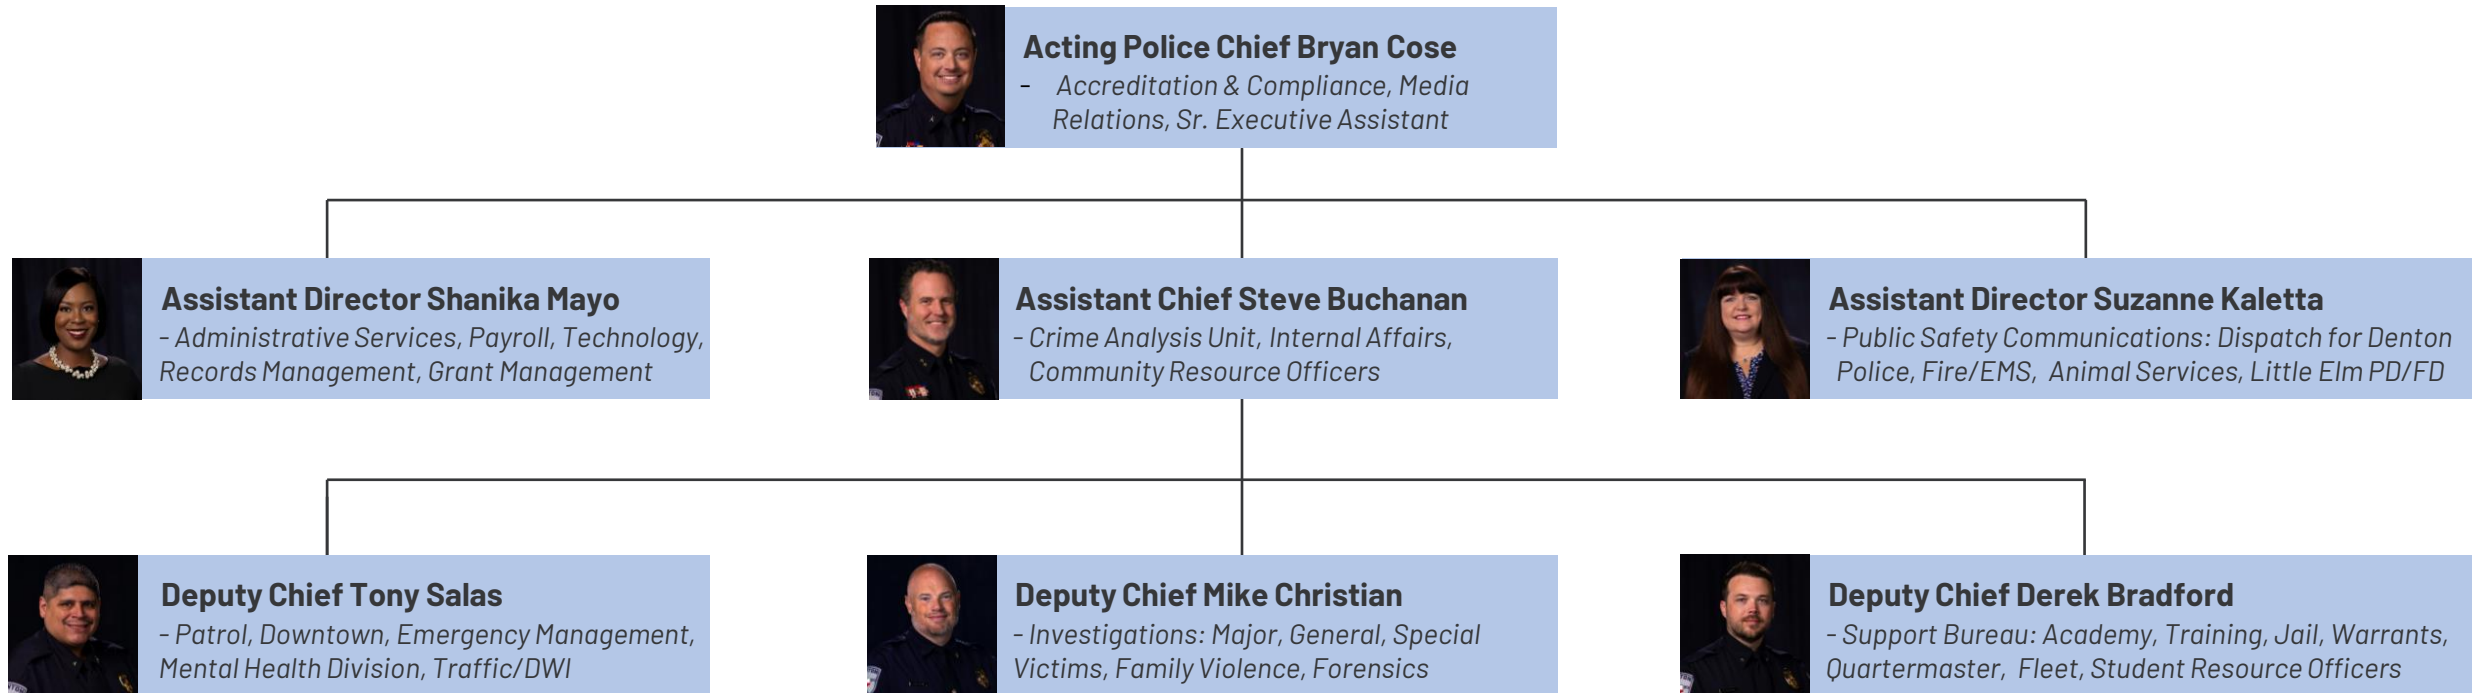 Acting Police Chief Bryan Cose
- Accreditation & Compliance, Media
Relations, Sr. Executive Assistant
Assistant Director Shanika Mayo
- Administrative Services, Payroll, Technology,
Records Management, Grant Management
Assistant Chief Steve Buchanan
- Crime Analysis Unit, Internal Affairs,
Community Resource Officers
Assistant Director Suzanne Kaletta
- Public Safety Communications: Dispatch for Denton
Police, Fire/EMS, Animal Services, Little Elm PD/FD
Deputy Chief Tony Salas
- Patrol, Downtown, Emergency Management,
Mental Health Division, Traffic/DWI
Deputy Chief Mike Christian
- Investigations: Major, General, Special
Victims, Family Violence, Forensics
Deputy Chief Derek Bradford
- Support Bureau: Academy, Training, Jail, Warrants,
Quartermaster, Fleet, Student Resource Officers